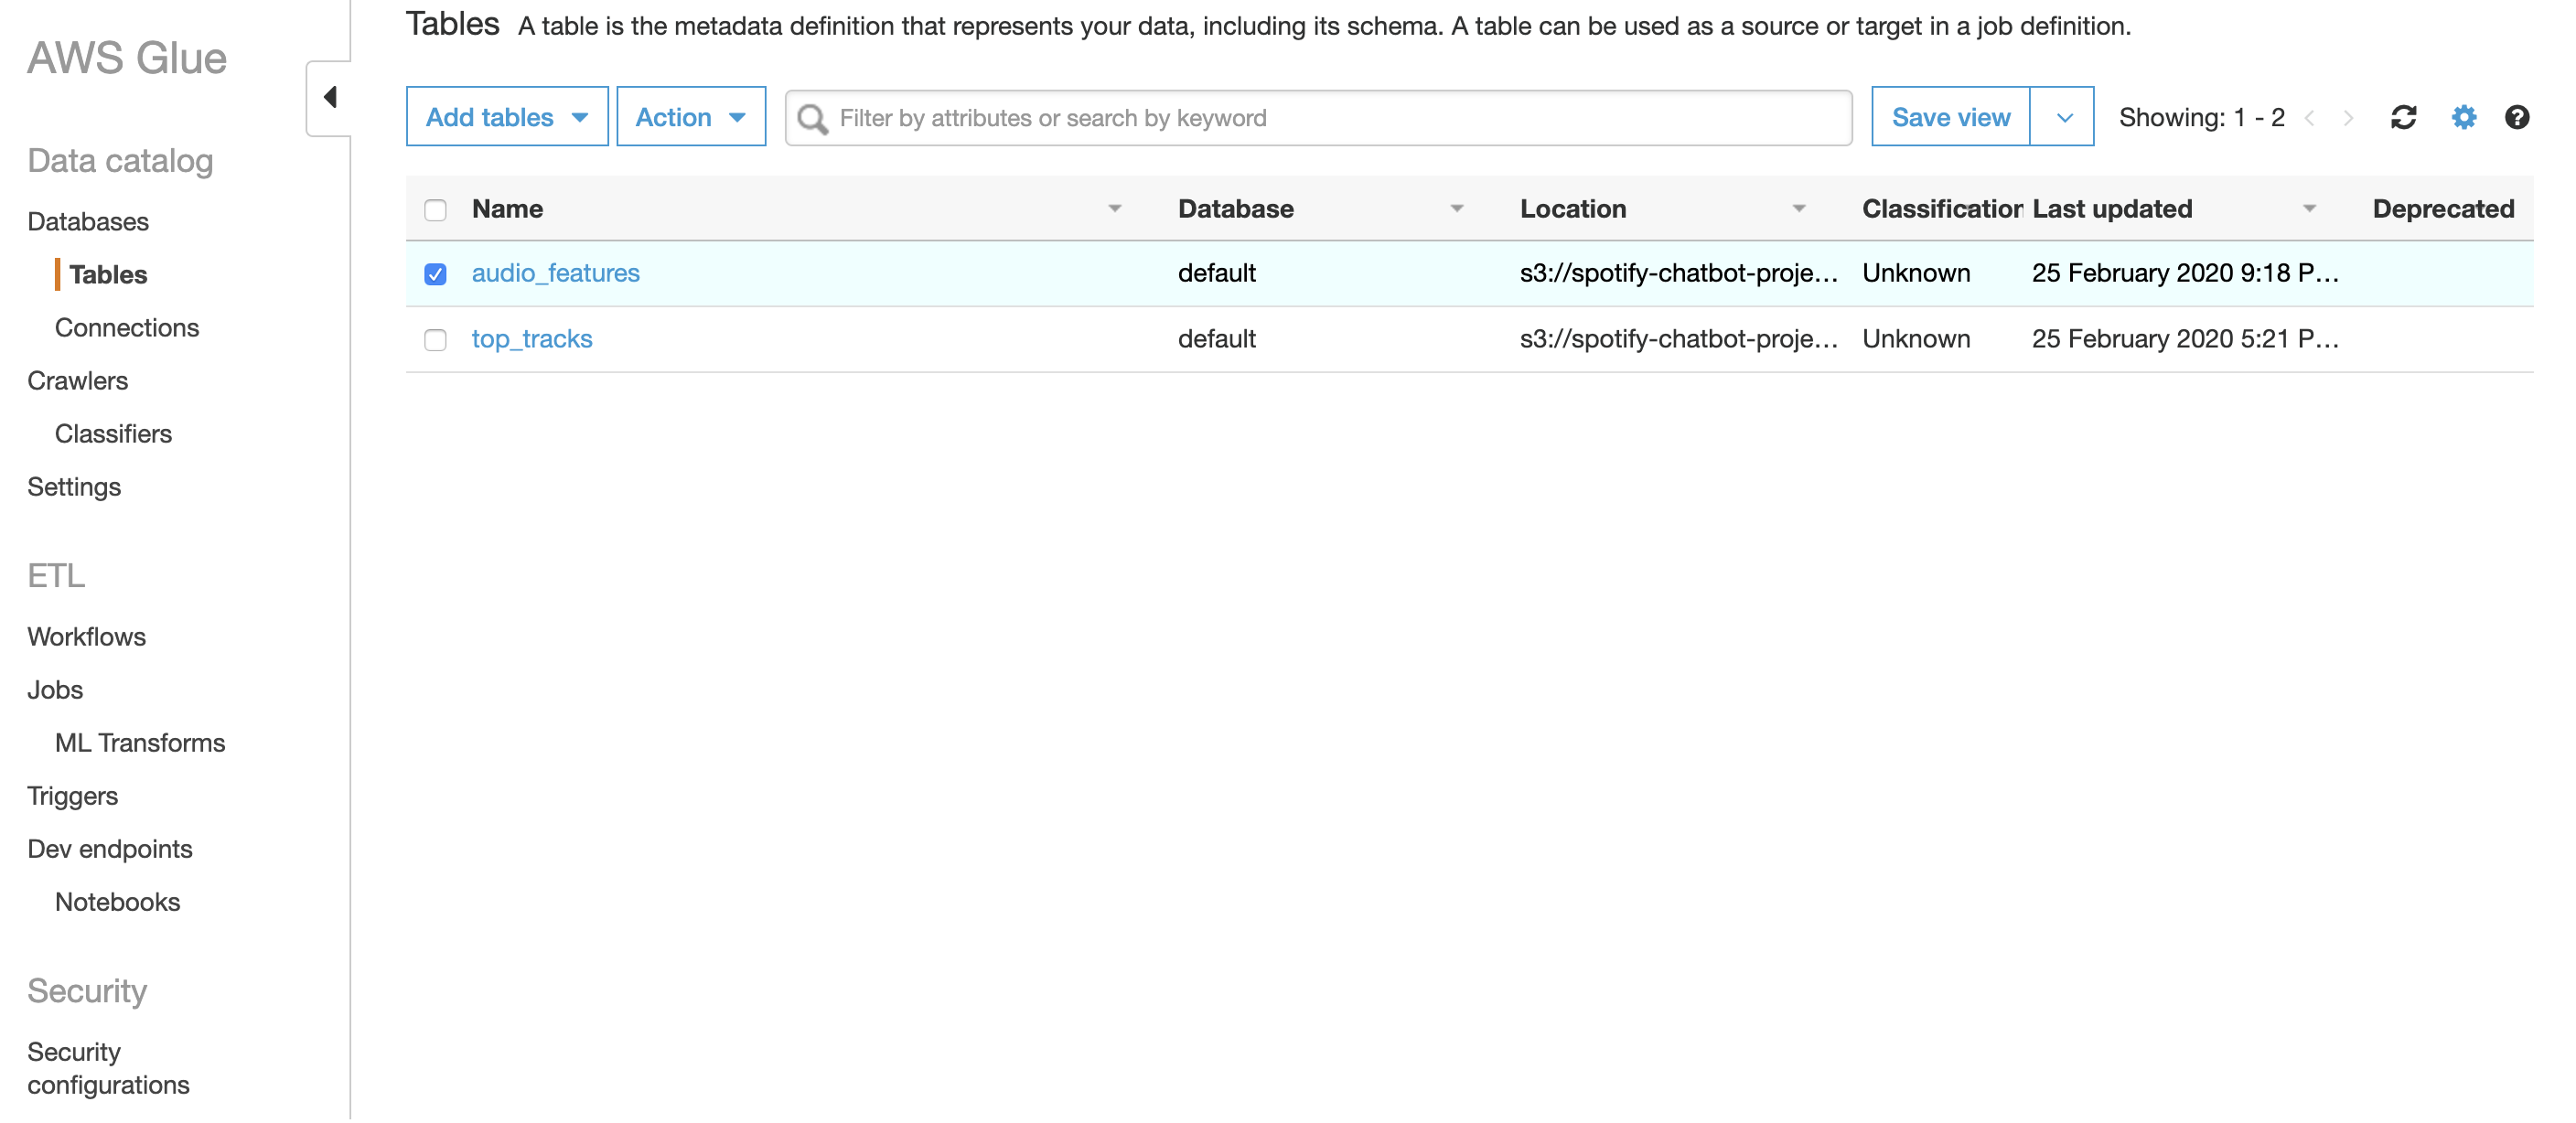 AWS Glue
Data catalog
Databases
Tables
Connections
Crawlers
Classifiers
Settings
ETL
Workflows
Jobs
ML Transforms
Triggers
Dev endpoints
Notebooks
Security
Security
configurations
Tables A table is the metadata definition that represents your data, including its schema. A table can be used as a source or target in a job definition.
Add tables Action Filter by attributes or search by keyword Save view Showing: 1 - 2
Name Database Location Classification Last updated Deprecated
audio_features default s3://spotify-chatbot-proje... Unknown 25 February 2020 9:18 P...
top_tracks default s3://spotify-chatbot-proje... Unknown 25 February 2020 5:21 P...